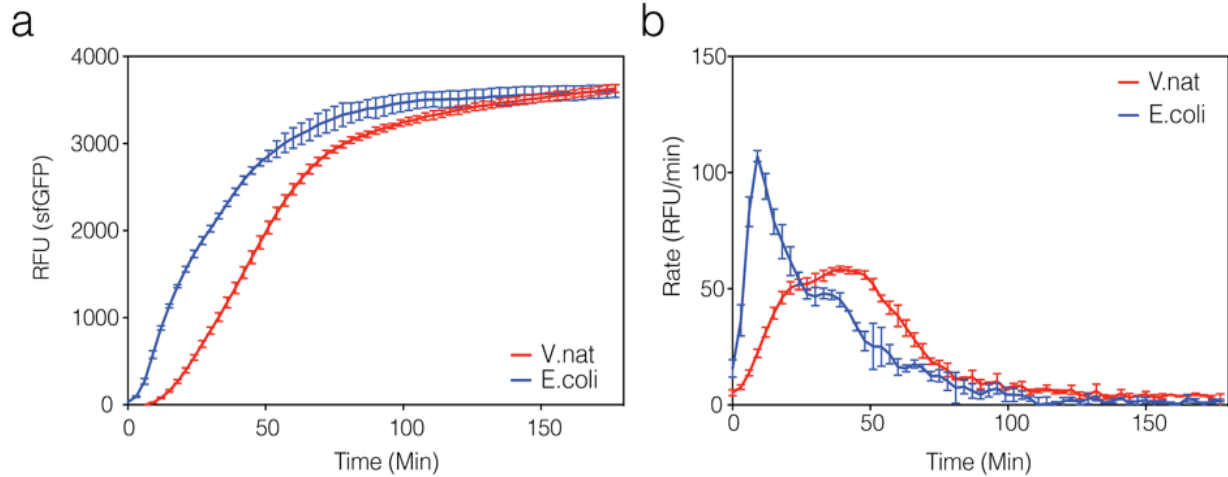 a
4000
3000
2000
1000
0
RFU (sfGFP)
V.nat
E.coli
0 50 100 150
Time (Min)
b
150
100
50
0
Rate (RFU/min)
V.nat
E.coli
0 50 100 150
Time (Min)